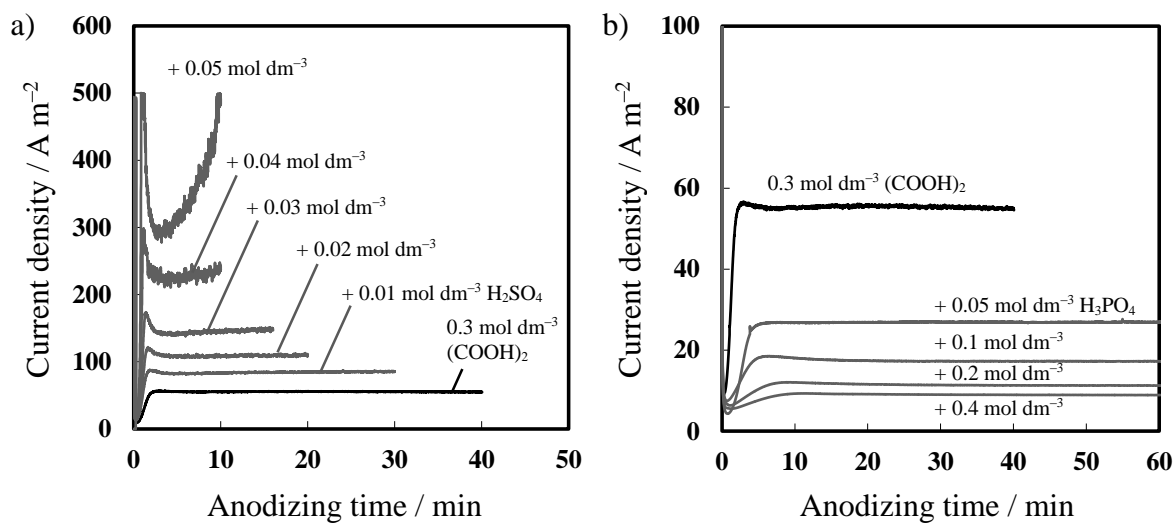 a)
600
500
400
300
200
100
0
Current density / A m⁻²
+ 0.05 mol dm⁻³
+ 0.04 mol dm⁻³
+ 0.03 mol dm⁻³
+ 0.02 mol dm⁻³
+ 0.01 mol dm⁻³ H₂SO₄
0.3 mol dm⁻³
(COOH)₂
0 10 20 30 40 50
Anodizing time / min
b)
100
80
60
40
20
0
Current density / A m⁻²
0.3 mol dm⁻³ (COOH)₂
+ 0.05 mol dm⁻³ H₃PO₄
+ 0.1 mol dm⁻³
+ 0.2 mol dm⁻³
+ 0.4 mol dm⁻³
0 10 20 30 40 50 60
Anodizing time / min